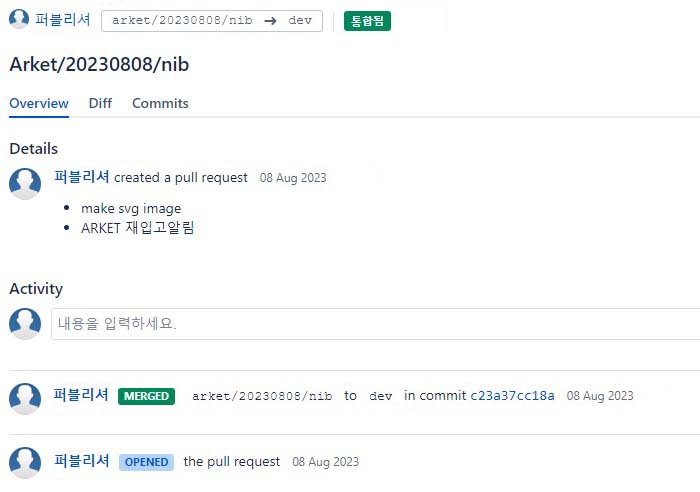 퍼블리셔 arket/20230808/nib → dev 통합됨
Arket/20230808/nib
Overview Diff Commits
Details
퍼블리셔 created a pull request 08 Aug 2023
• make svg image
• ARKET 재입고알림
Activity
내용을 입력하세요.
퍼블리셔 MERGED arket/20230808/nib to dev in commit c23a37cc18a 08 Aug 2023
퍼블리셔 OPENED the pull request 08 Aug 2023